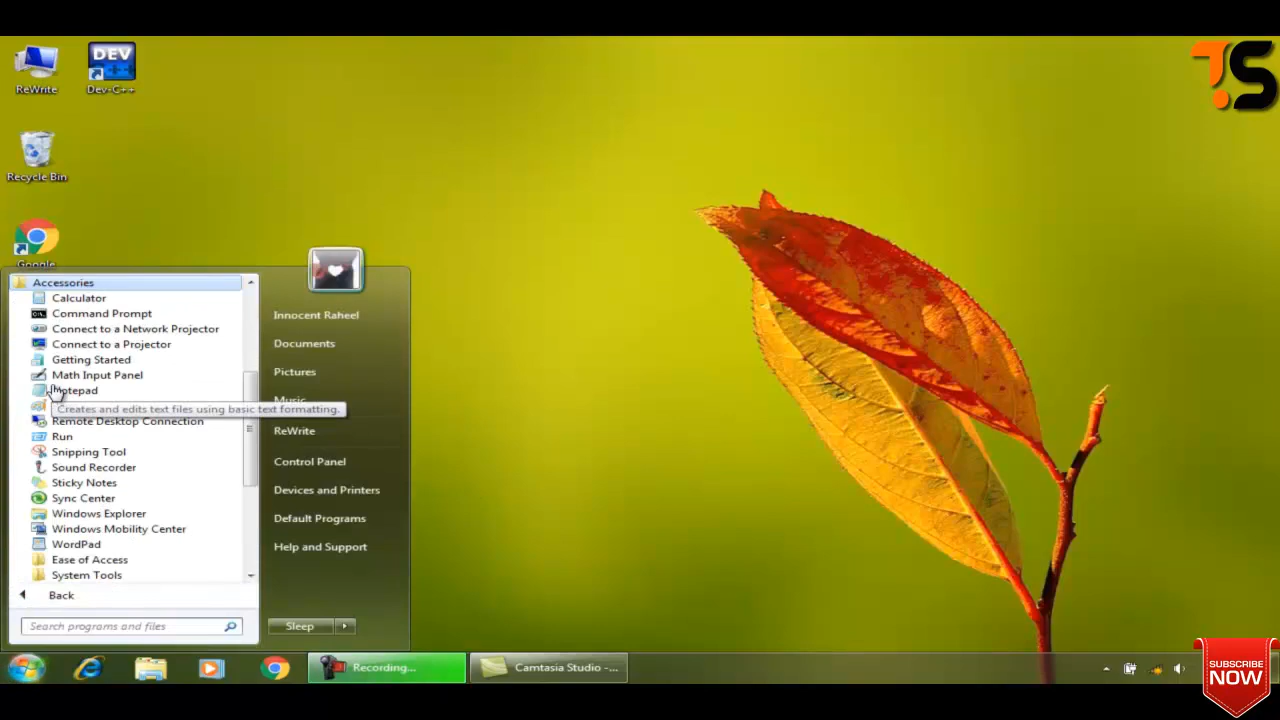 ReWrite
DEV
C++
Dev-C++
TS
Recycle Bin
Google
Accessories
Calculator
Command Prompt
Connect to a Network Projector
Connect to a Projector
Getting Started
Math Input Panel
Notepad
Creates and edits text files using basic text formatting.
Remote Desktop Connection
Run
Snipping Tool
Sound Recorder
Sticky Notes
Sync Center
Windows Explorer
Windows Mobility Center
WordPad
Ease of Access
System Tools
Back
Search programs and files
Innocent Raheel
Documents
Pictures
Music
ReWrite
Control Panel
Devices and Printers
Default Programs
Help and Support
Sleep
Recording...
Camtasia Studio -...
SUBSCRIBE
NOW